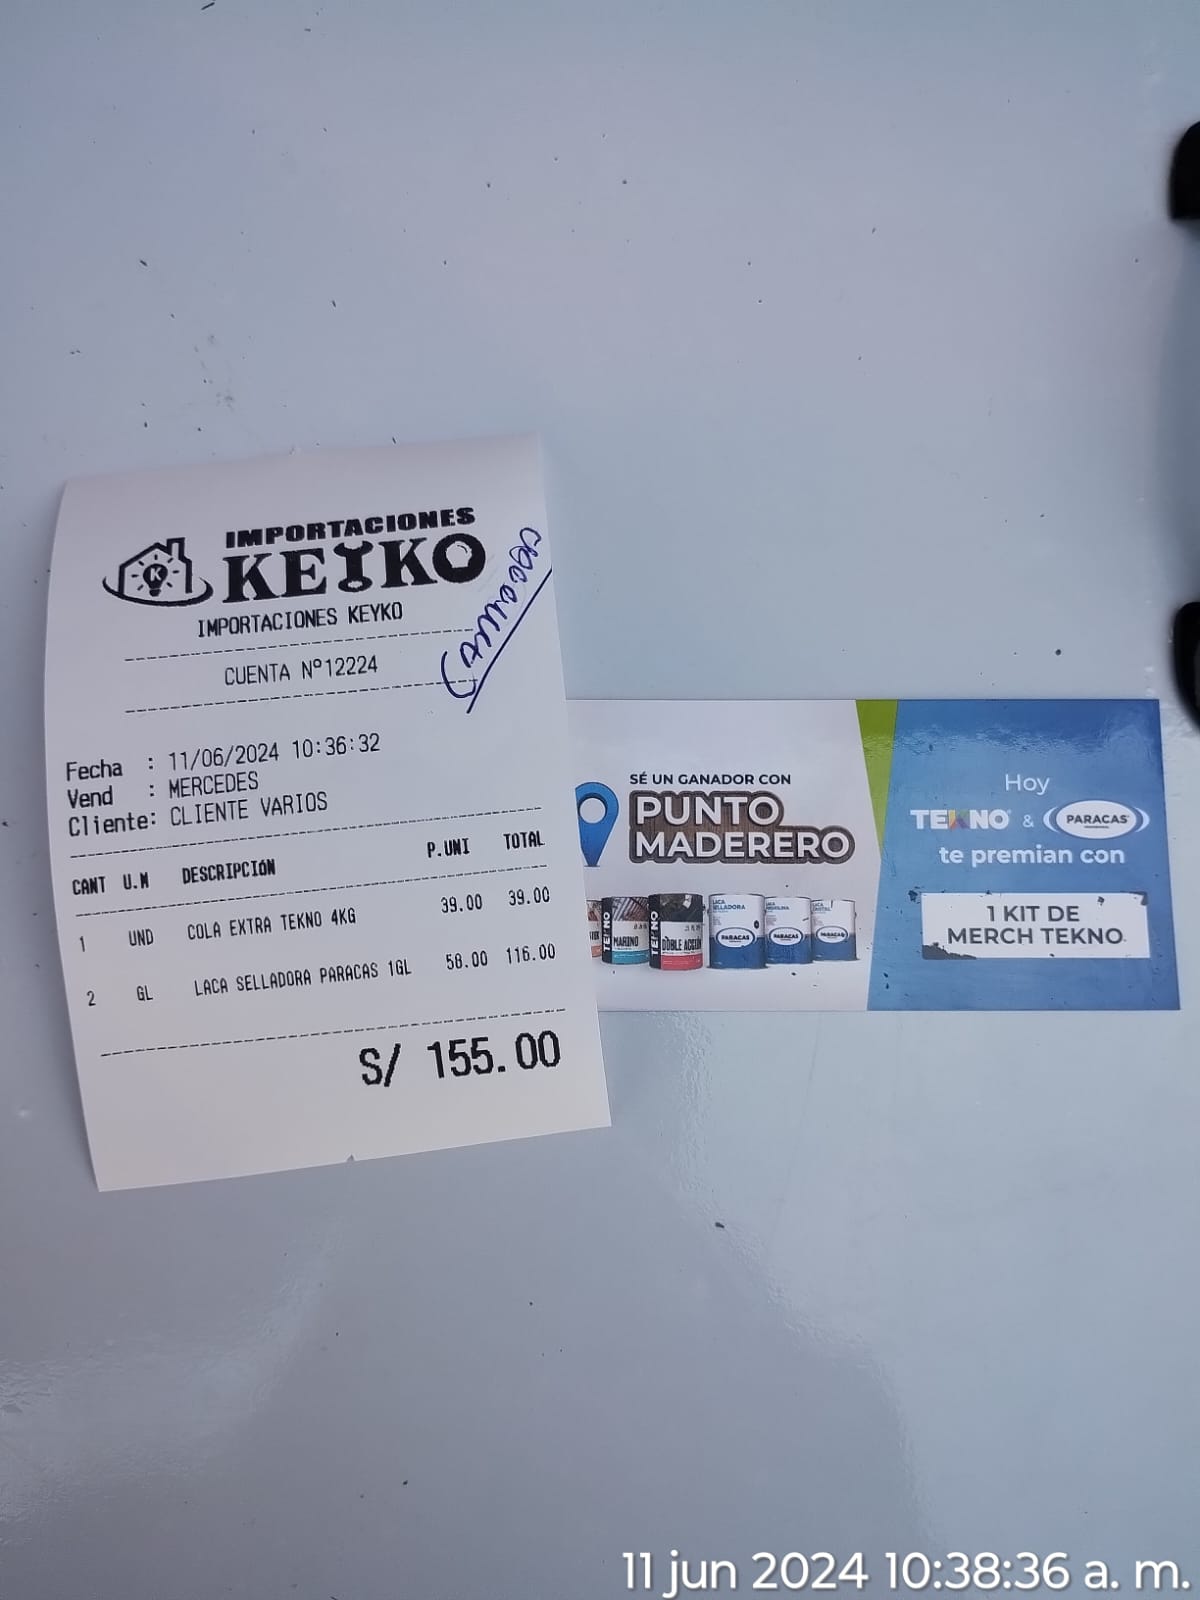 IMPORTACIONES
KEYKO
IMPORTACIONES KEYKO
CUENTA Nº12224
Fecha : 11/06/2024 10:36:32
Vend : MERCEDES
Cliente: CLIENTE VARIOS
CANT U.M DESCRIPCIÓN P.UNI TOTAL
1 UND COLA EXTRA TEKNO 4KG 39.00 39.00
2 GL LACA SELLADORA PARACAS 1GL 58.00 116.00
S/ 155.00
SÉ UN GANADOR CON
PUNTO
MADERERO
TEKNO
MARINO
TEKNO
DOBLE ACCIÓN
LACA
SELLADORA
PARACAS
PARACAS
PARACAS
Hoy
TEKNO & PARACAS
te premian con
1 KIT DE
MERCH TEKNO
11 jun 2024 10:38:36 a. m.